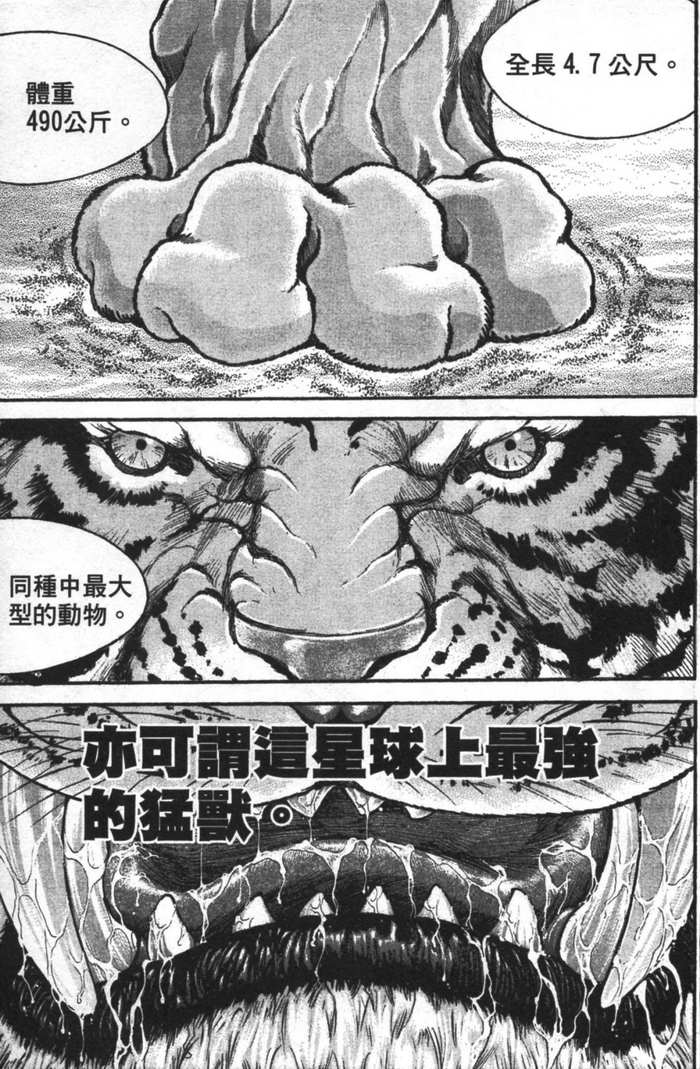 全長4.7公尺。
體重
490公斤。
同種中最大
型的動物。
亦可謂這星球上最強
的猛獸。